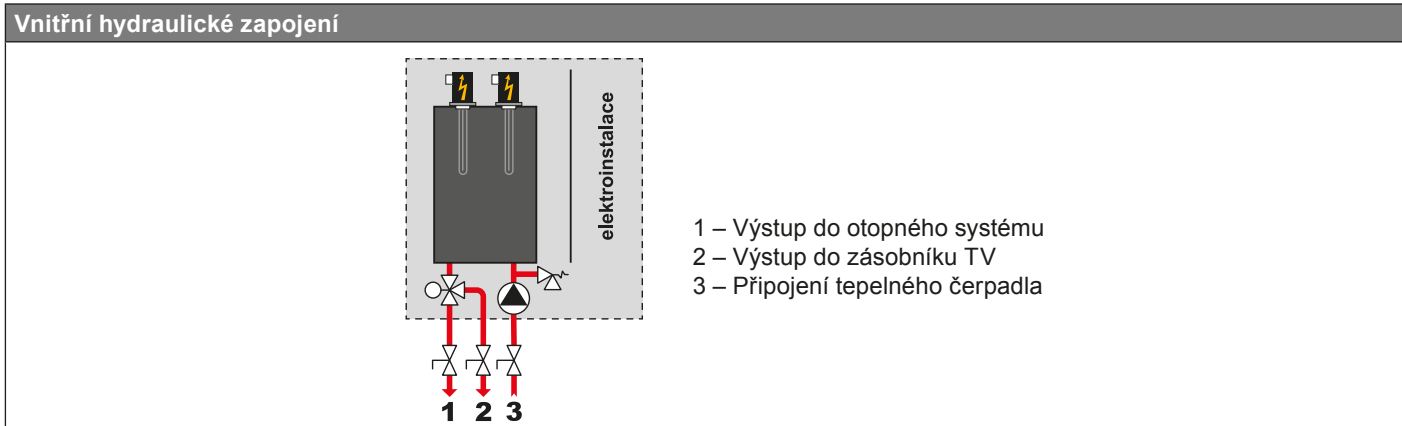 Vnitřní hydraulické zapojení
elektroinstalace
1 – Výstup do otopného systému
2 – Výstup do zásobníku TV
3 – Připojení tepelného čerpadla
1 2 3